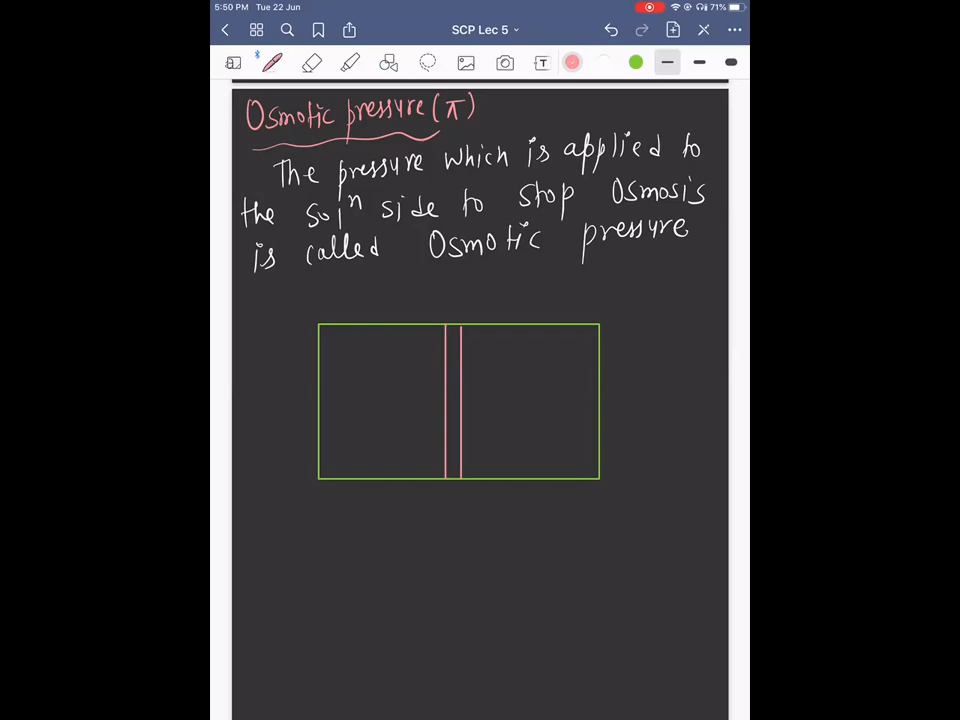 5:50 PM Tue 22 Jun 71%
SCP Lec 5
T
Osmotic pressure (π)
The pressure which is applied to
the solⁿ side to stop Osmosis
is called Osmotic pressure